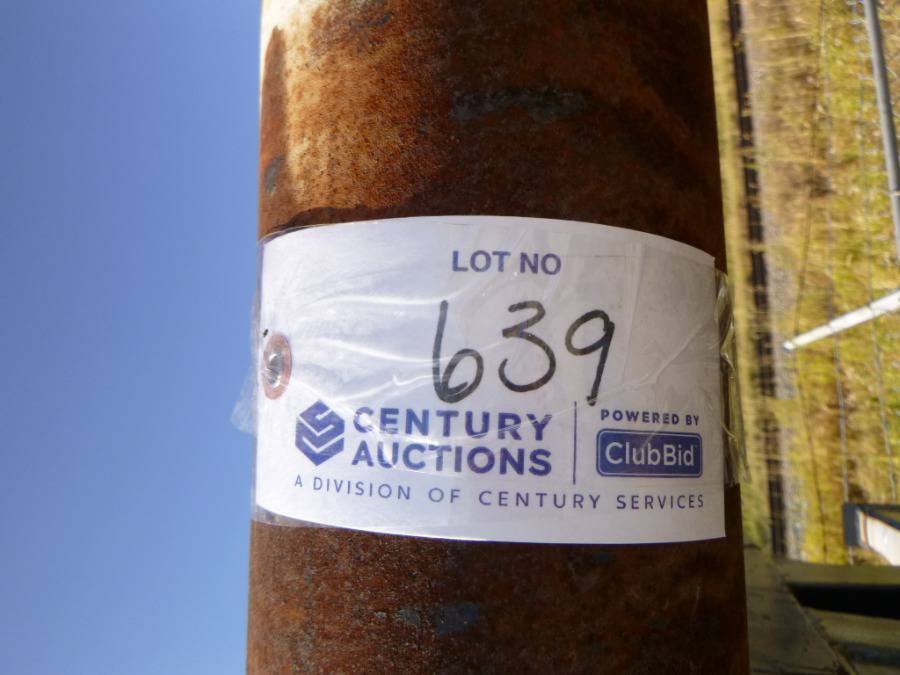 LOT NO
639
CENTURY
AUCTIONS
POWERED BY
ClubBid
A DIVISION OF CENTURY SERVICES